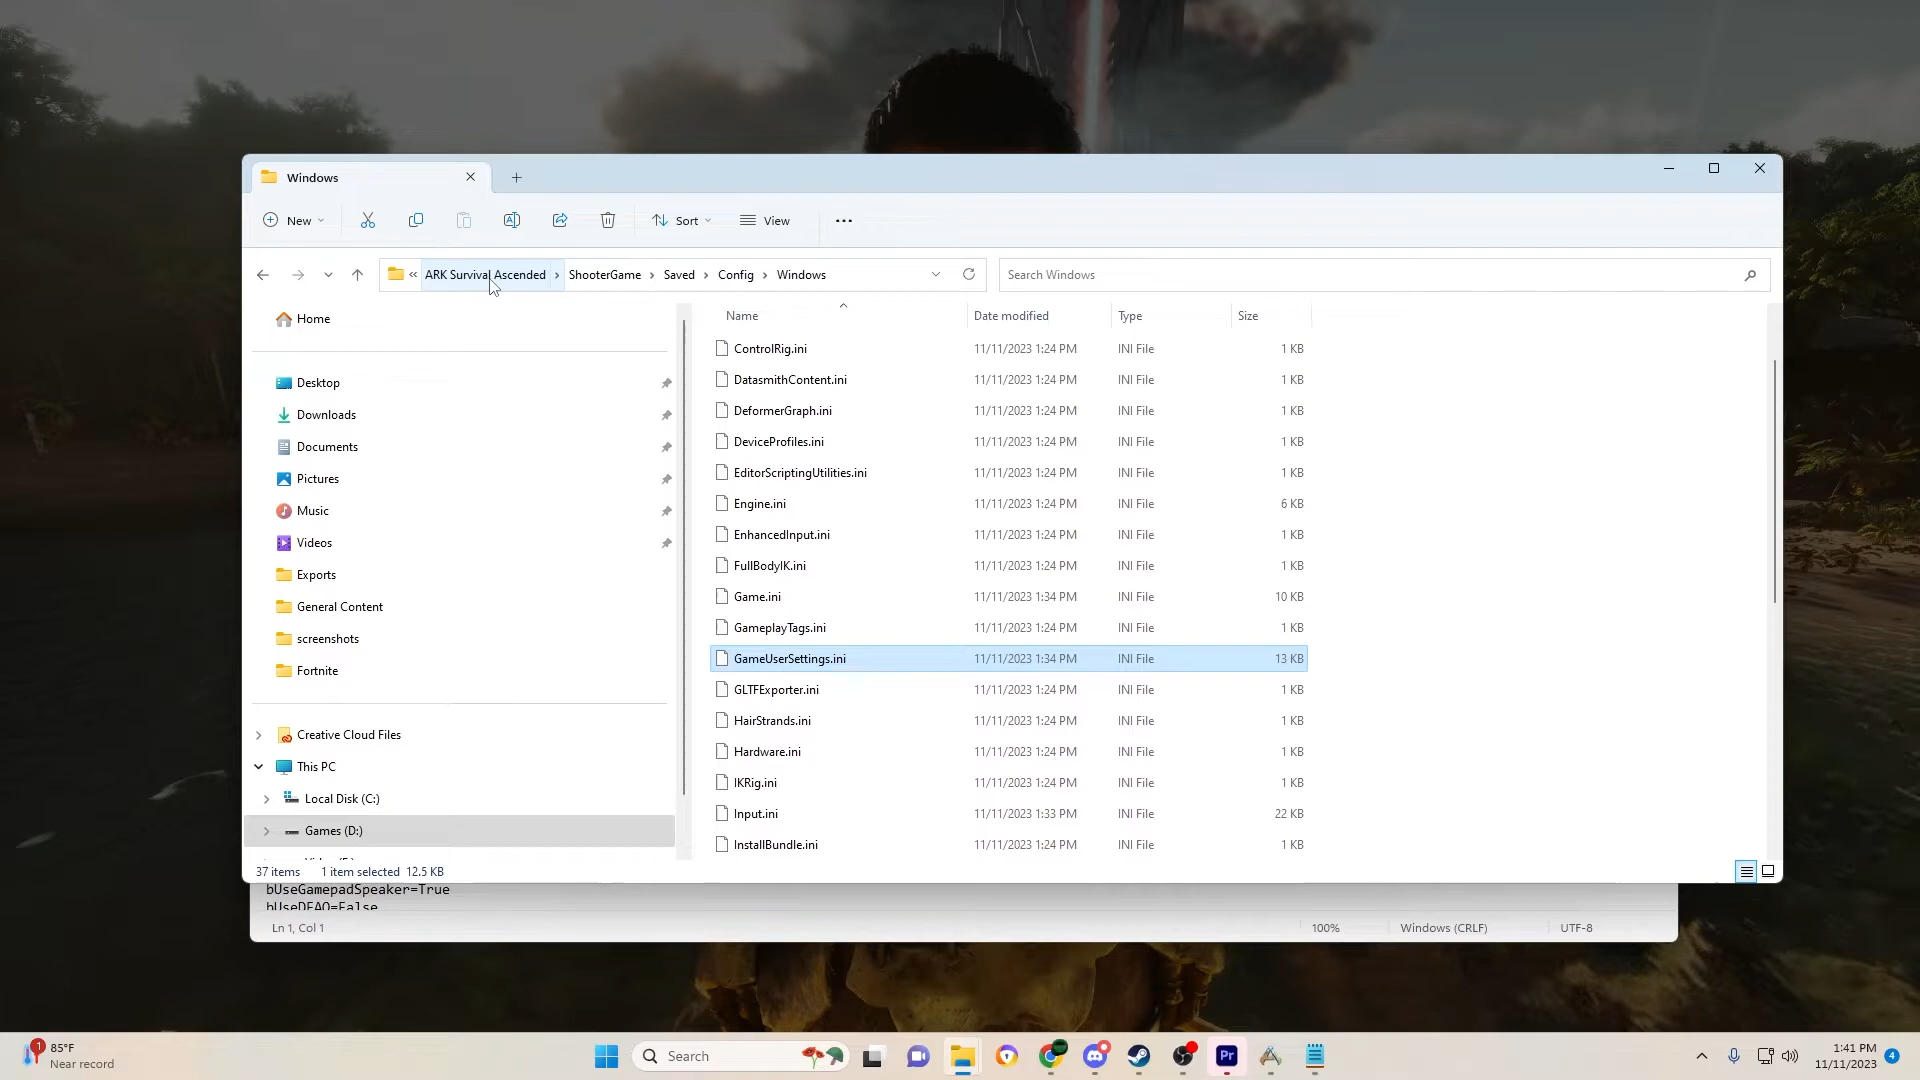 Windows
New
Sort
View
« ARK Survival Ascended › ShooterGame › Saved › Config › Windows
Search Windows
Home
Desktop
Downloads
Documents
Pictures
Music
Videos
Exports
General Content
screenshots
Fortnite
Creative Cloud Files
This PC
Local Disk (C:)
Games (D:)
Name Date modified Type Size
ControlRig.ini 11/11/2023 1:24 PM INI File 1 KB
DatasmithContent.ini 11/11/2023 1:24 PM INI File 1 KB
DeformerGraph.ini 11/11/2023 1:24 PM INI File 1 KB
DeviceProfiles.ini 11/11/2023 1:24 PM INI File 1 KB
EditorScriptingUtilities.ini 11/11/2023 1:24 PM INI File 1 KB
Engine.ini 11/11/2023 1:24 PM INI File 6 KB
EnhancedInput.ini 11/11/2023 1:24 PM INI File 1 KB
FullBodyIK.ini 11/11/2023 1:24 PM INI File 1 KB
Game.ini 11/11/2023 1:34 PM INI File 10 KB
GameplayTags.ini 11/11/2023 1:24 PM INI File 1 KB
GameUserSettings.ini 11/11/2023 1:34 PM INI File 13 KB
GLTFExporter.ini 11/11/2023 1:24 PM INI File 1 KB
HairStrands.ini 11/11/2023 1:24 PM INI File 1 KB
Hardware.ini 11/11/2023 1:24 PM INI File 1 KB
IKRig.ini 11/11/2023 1:24 PM INI File 1 KB
Input.ini 11/11/2023 1:33 PM INI File 22 KB
InstallBundle.ini 11/11/2023 1:24 PM INI File 1 KB
37 items 1 item selected 12.5 KB
bUseGamepadSpeaker=True
bUseDFAO=False
Ln 1, Col 1 100% Windows (CRLF) UTF-8
1
85°F
Near record
Search
Pr
1:41 PM
11/11/2023
4